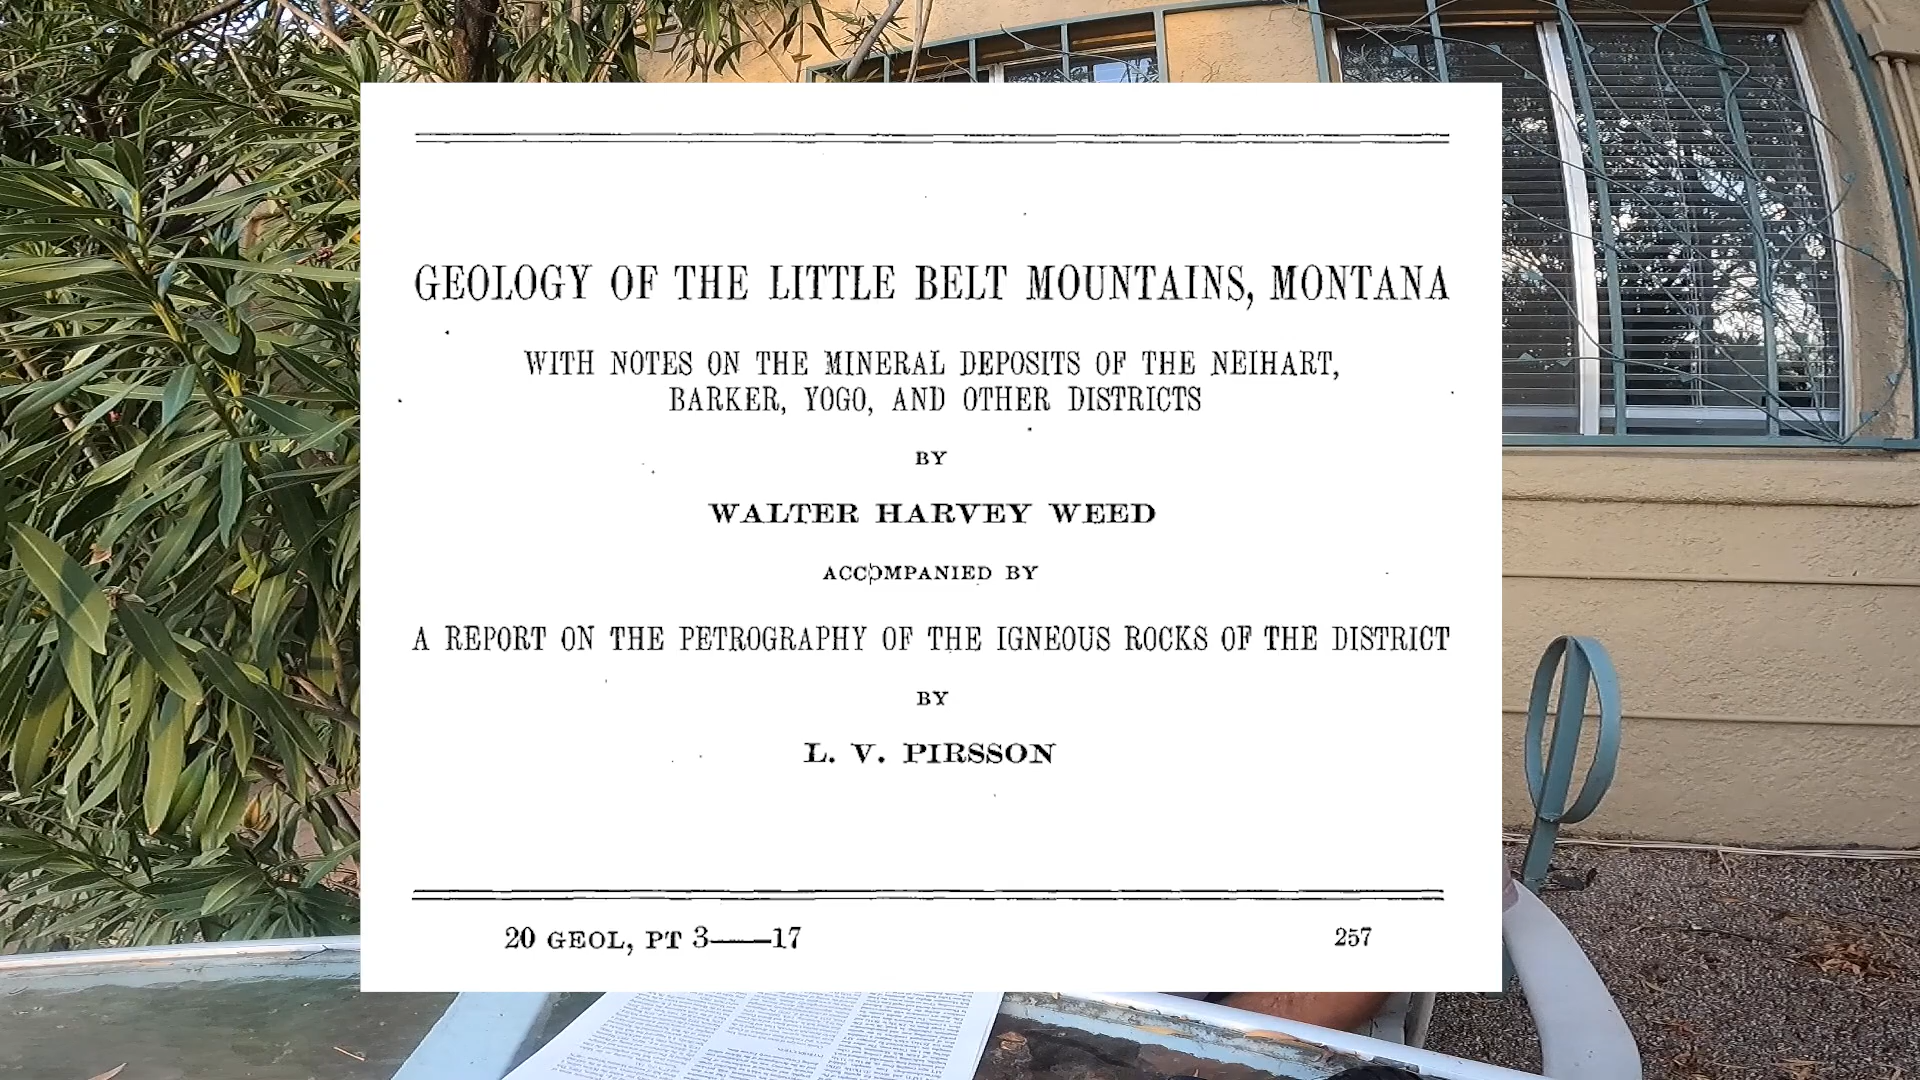 GEOLOGY OF THE LITTLE BELT MOUNTAINS, MONTANA
WITH NOTES ON THE MINERAL DEPOSITS OF THE NEIHART,
BARKER, YOGO, AND OTHER DISTRICTS
BY
WALTER HARVEY WEED
ACCOMPANIED BY
A REPORT ON THE PETROGRAPHY OF THE IGNEOUS ROCKS OF THE DISTRICT
BY
L. V. PIRSSON
20 GEOL, PT 3——17 257